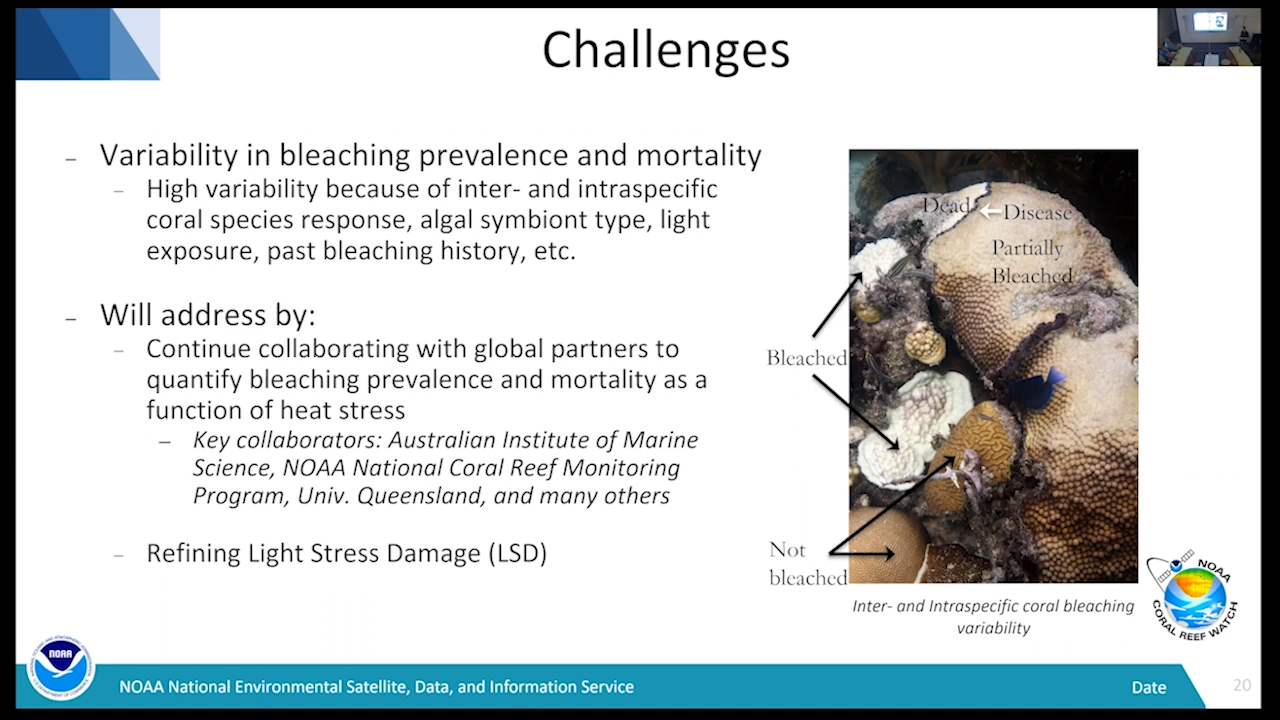 Challenges
– Variability in bleaching prevalence and mortality
– High variability because of inter- and intraspecific
coral species response, algal symbiont type, light
exposure, past bleaching history, etc.
– Will address by:
– Continue collaborating with global partners to
quantify bleaching prevalence and mortality as a
function of heat stress
– Key collaborators: Australian Institute of Marine
Science, NOAA National Coral Reef Monitoring
Program, Univ. Queensland, and many others
– Refining Light Stress Damage (LSD)
Dead
Disease
Partially
Bleached
Bleached
Not
bleached
Inter- and Intraspecific coral bleaching
variability
NOAA
CORAL REEF WATCH
NOAA
NOAA National Environmental Satellite, Data, and Information Service
Date
20